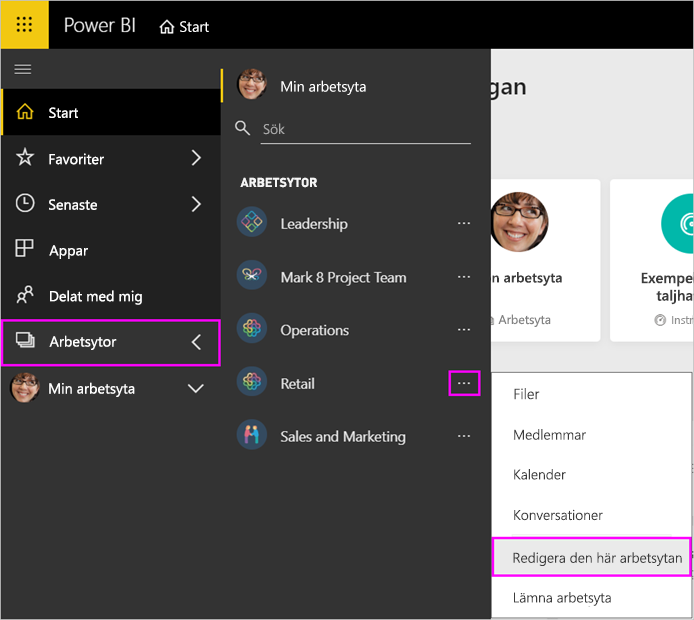 Power BI
Start
Start
Favoriter
Senaste
Appar
Delat med mig
Arbetsytor
Min arbetsyta
Min arbetsyta
Sök
ARBETSYTOR
Leadership
Mark 8 Project Team
Operations
Retail
Sales and Marketing
gan
n arbetsyta
Arbetsyta
Exempe
taljha
Instr
Filer
Medlemmar
Kalender
Konversationer
Redigera den här arbetsytan
Lämna arbetsyta